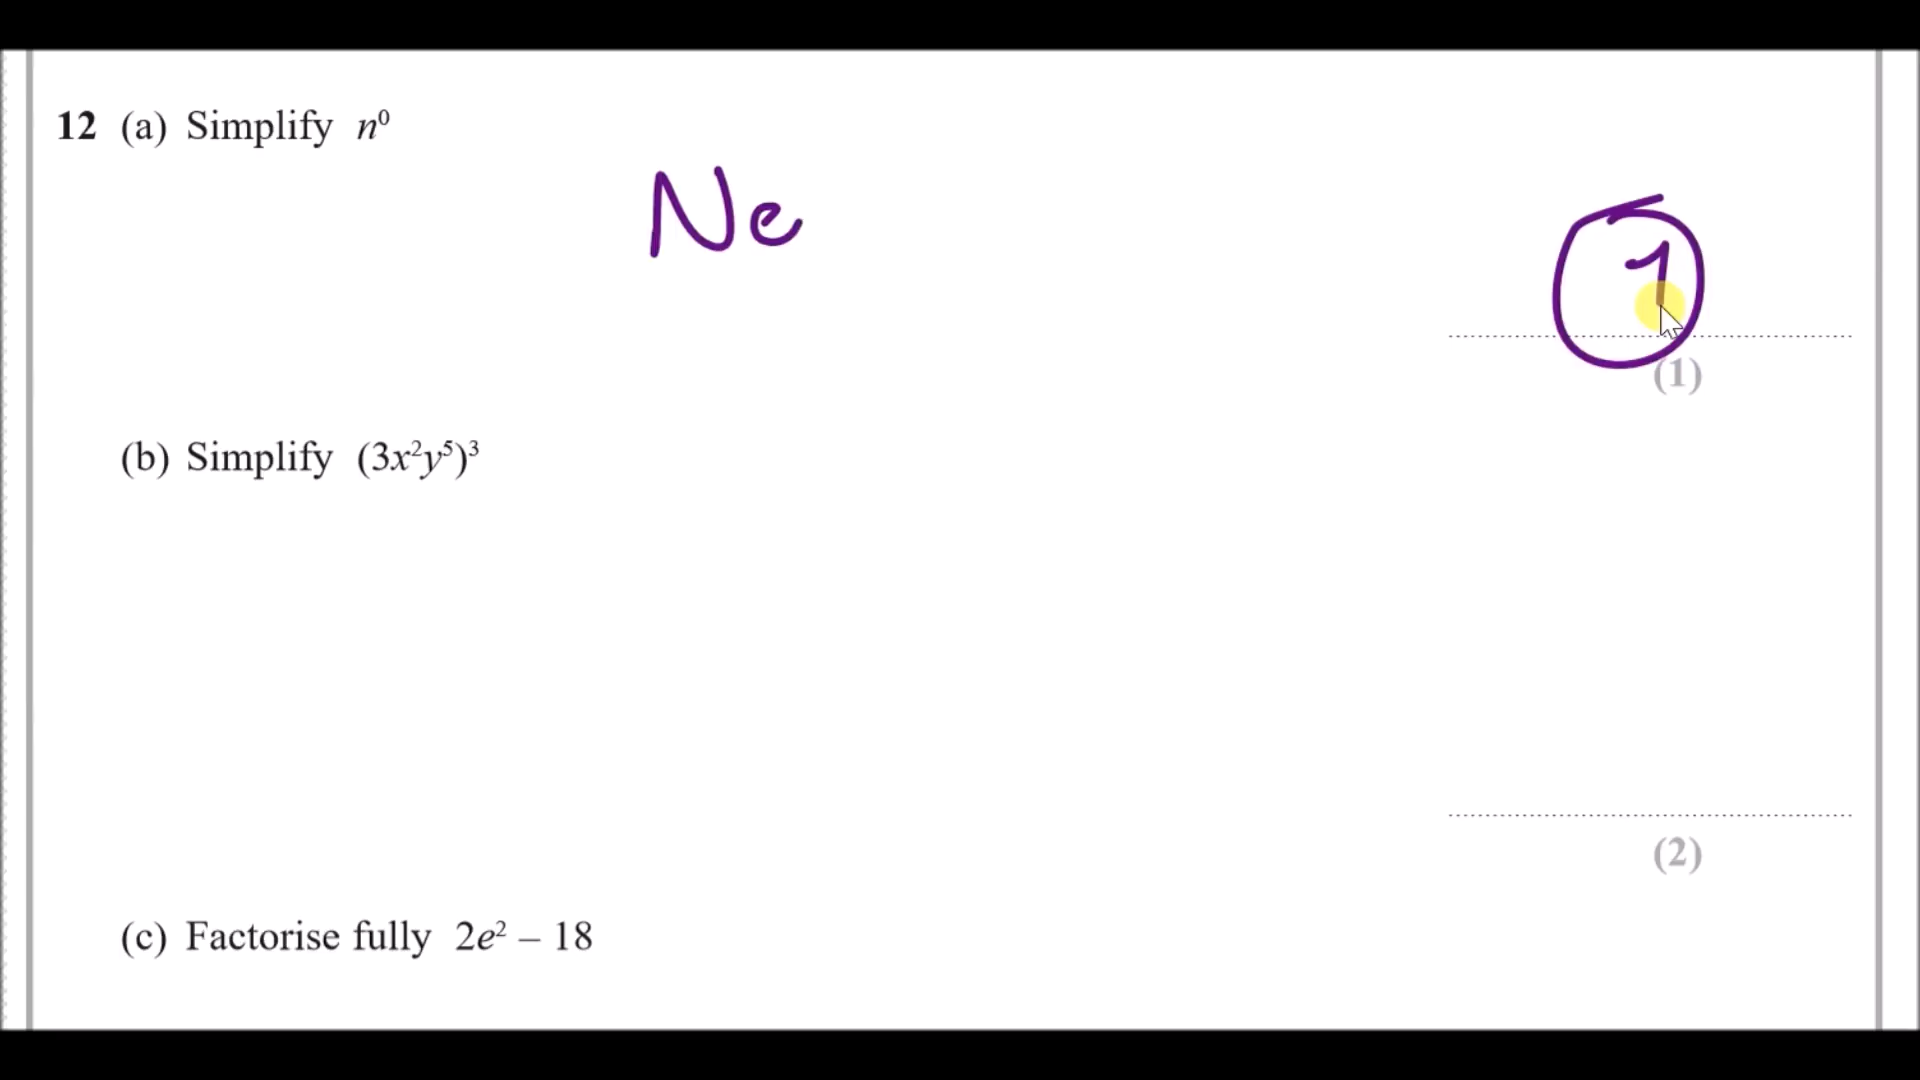 12 (a) Simplify n⁰
Ne
1
(1)
(b) Simplify (3x²y⁵)³
(2)
(c) Factorise fully 2e² – 18